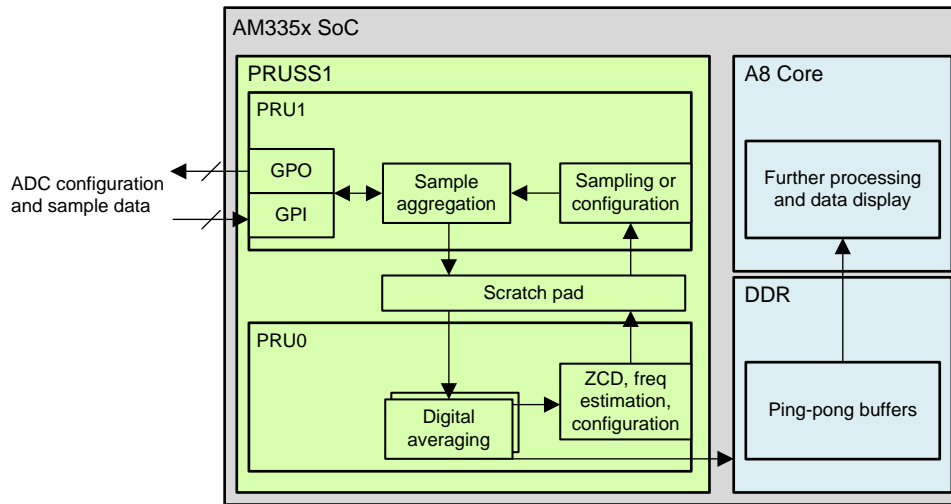 AM335x SoC
PRUSS1
PRU1
GPO
GPI
ADC configuration
and sample data
Sample
aggregation
Sampling or
configuration
Scratch pad
PRU0
Digital
averaging
ZCD, freq
estimation,
configuration
A8 Core
Further processing
and data display
DDR
Ping-pong buffers